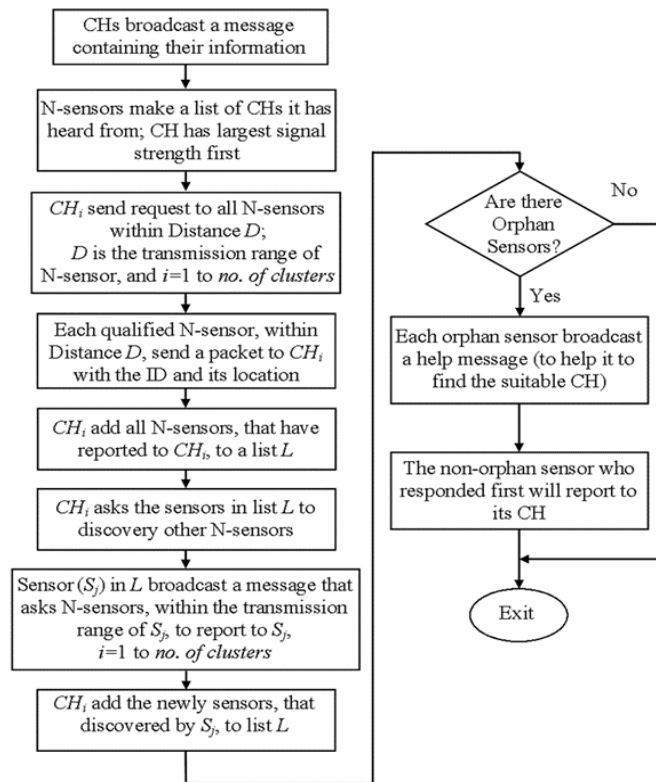 CHs broadcast a message
containing their information
N-sensors make a list of CHs it has
heard from; CH has largest signal
strength first
CHi send request to all N-sensors
within Distance D;
D is the transmission range of
N-sensor, and i=1 to no. of clusters
Each qualified N-sensor, within
Distance D, send a packet to CHi
with the ID and its location
CHi add all N-sensors, that have
reported to CHi, to a list L
CHi asks the sensors in list L to
discovery other N-sensors
Sensor (Sj) in L broadcast a message that
asks N-sensors, within the transmission
range of Sj, to report to Sj,
i=1 to no. of clusters
CHi add the newly sensors, that
discovered by Sj, to list L
Are there
Orphan
Sensors?
No
Yes
Each orphan sensor broadcast
a help message (to help it to
find the suitable CH)
The non-orphan sensor who
responded first will report to
its CH
Exit